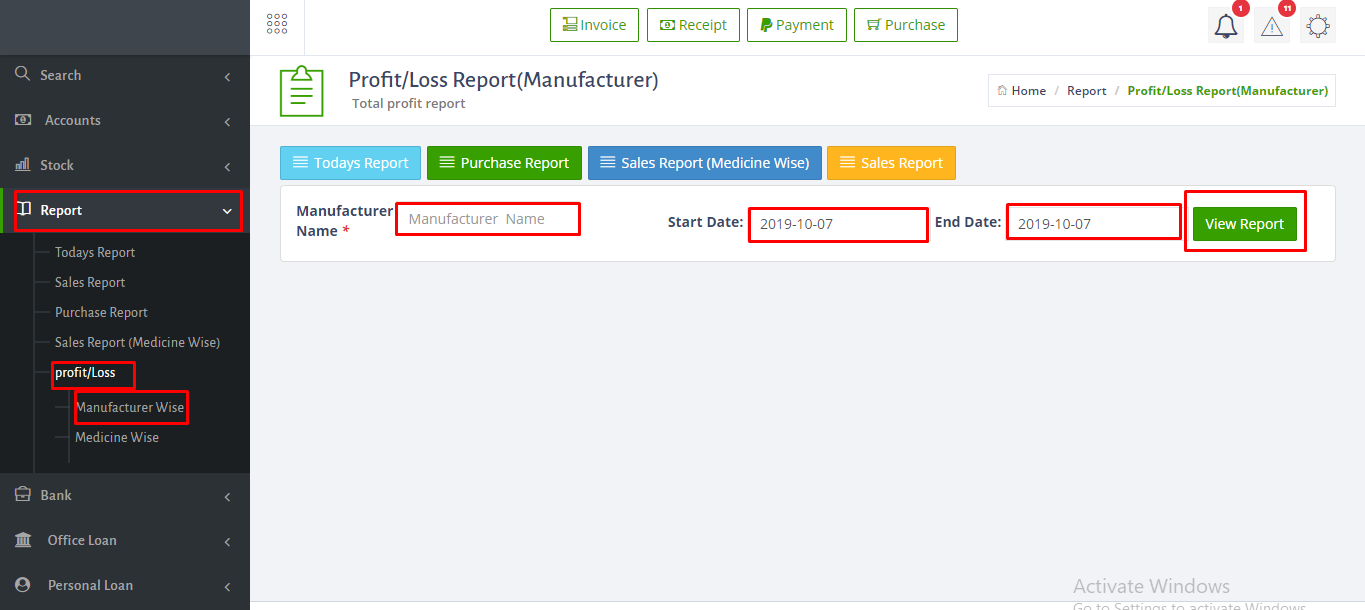 Invoice
Receipt
Payment
Purchase
1
11
Search
Accounts
Stock
Report
Todays Report
Sales Report
Purchase Report
Sales Report (Medicine Wise)
profit/Loss
Manufacturer Wise
Medicine Wise
Bank
Office Loan
Personal Loan
Profit/Loss Report(Manufacturer)
Total profit report
Home / Report / Profit/Loss Report(Manufacturer)
Todays Report
Purchase Report
Sales Report (Medicine Wise)
Sales Report
Manufacturer
Name *
Manufacturer Name
Start Date:
2019-10-07
End Date:
2019-10-07
View Report
Activate Windows
Go to Settings to activate Windows.